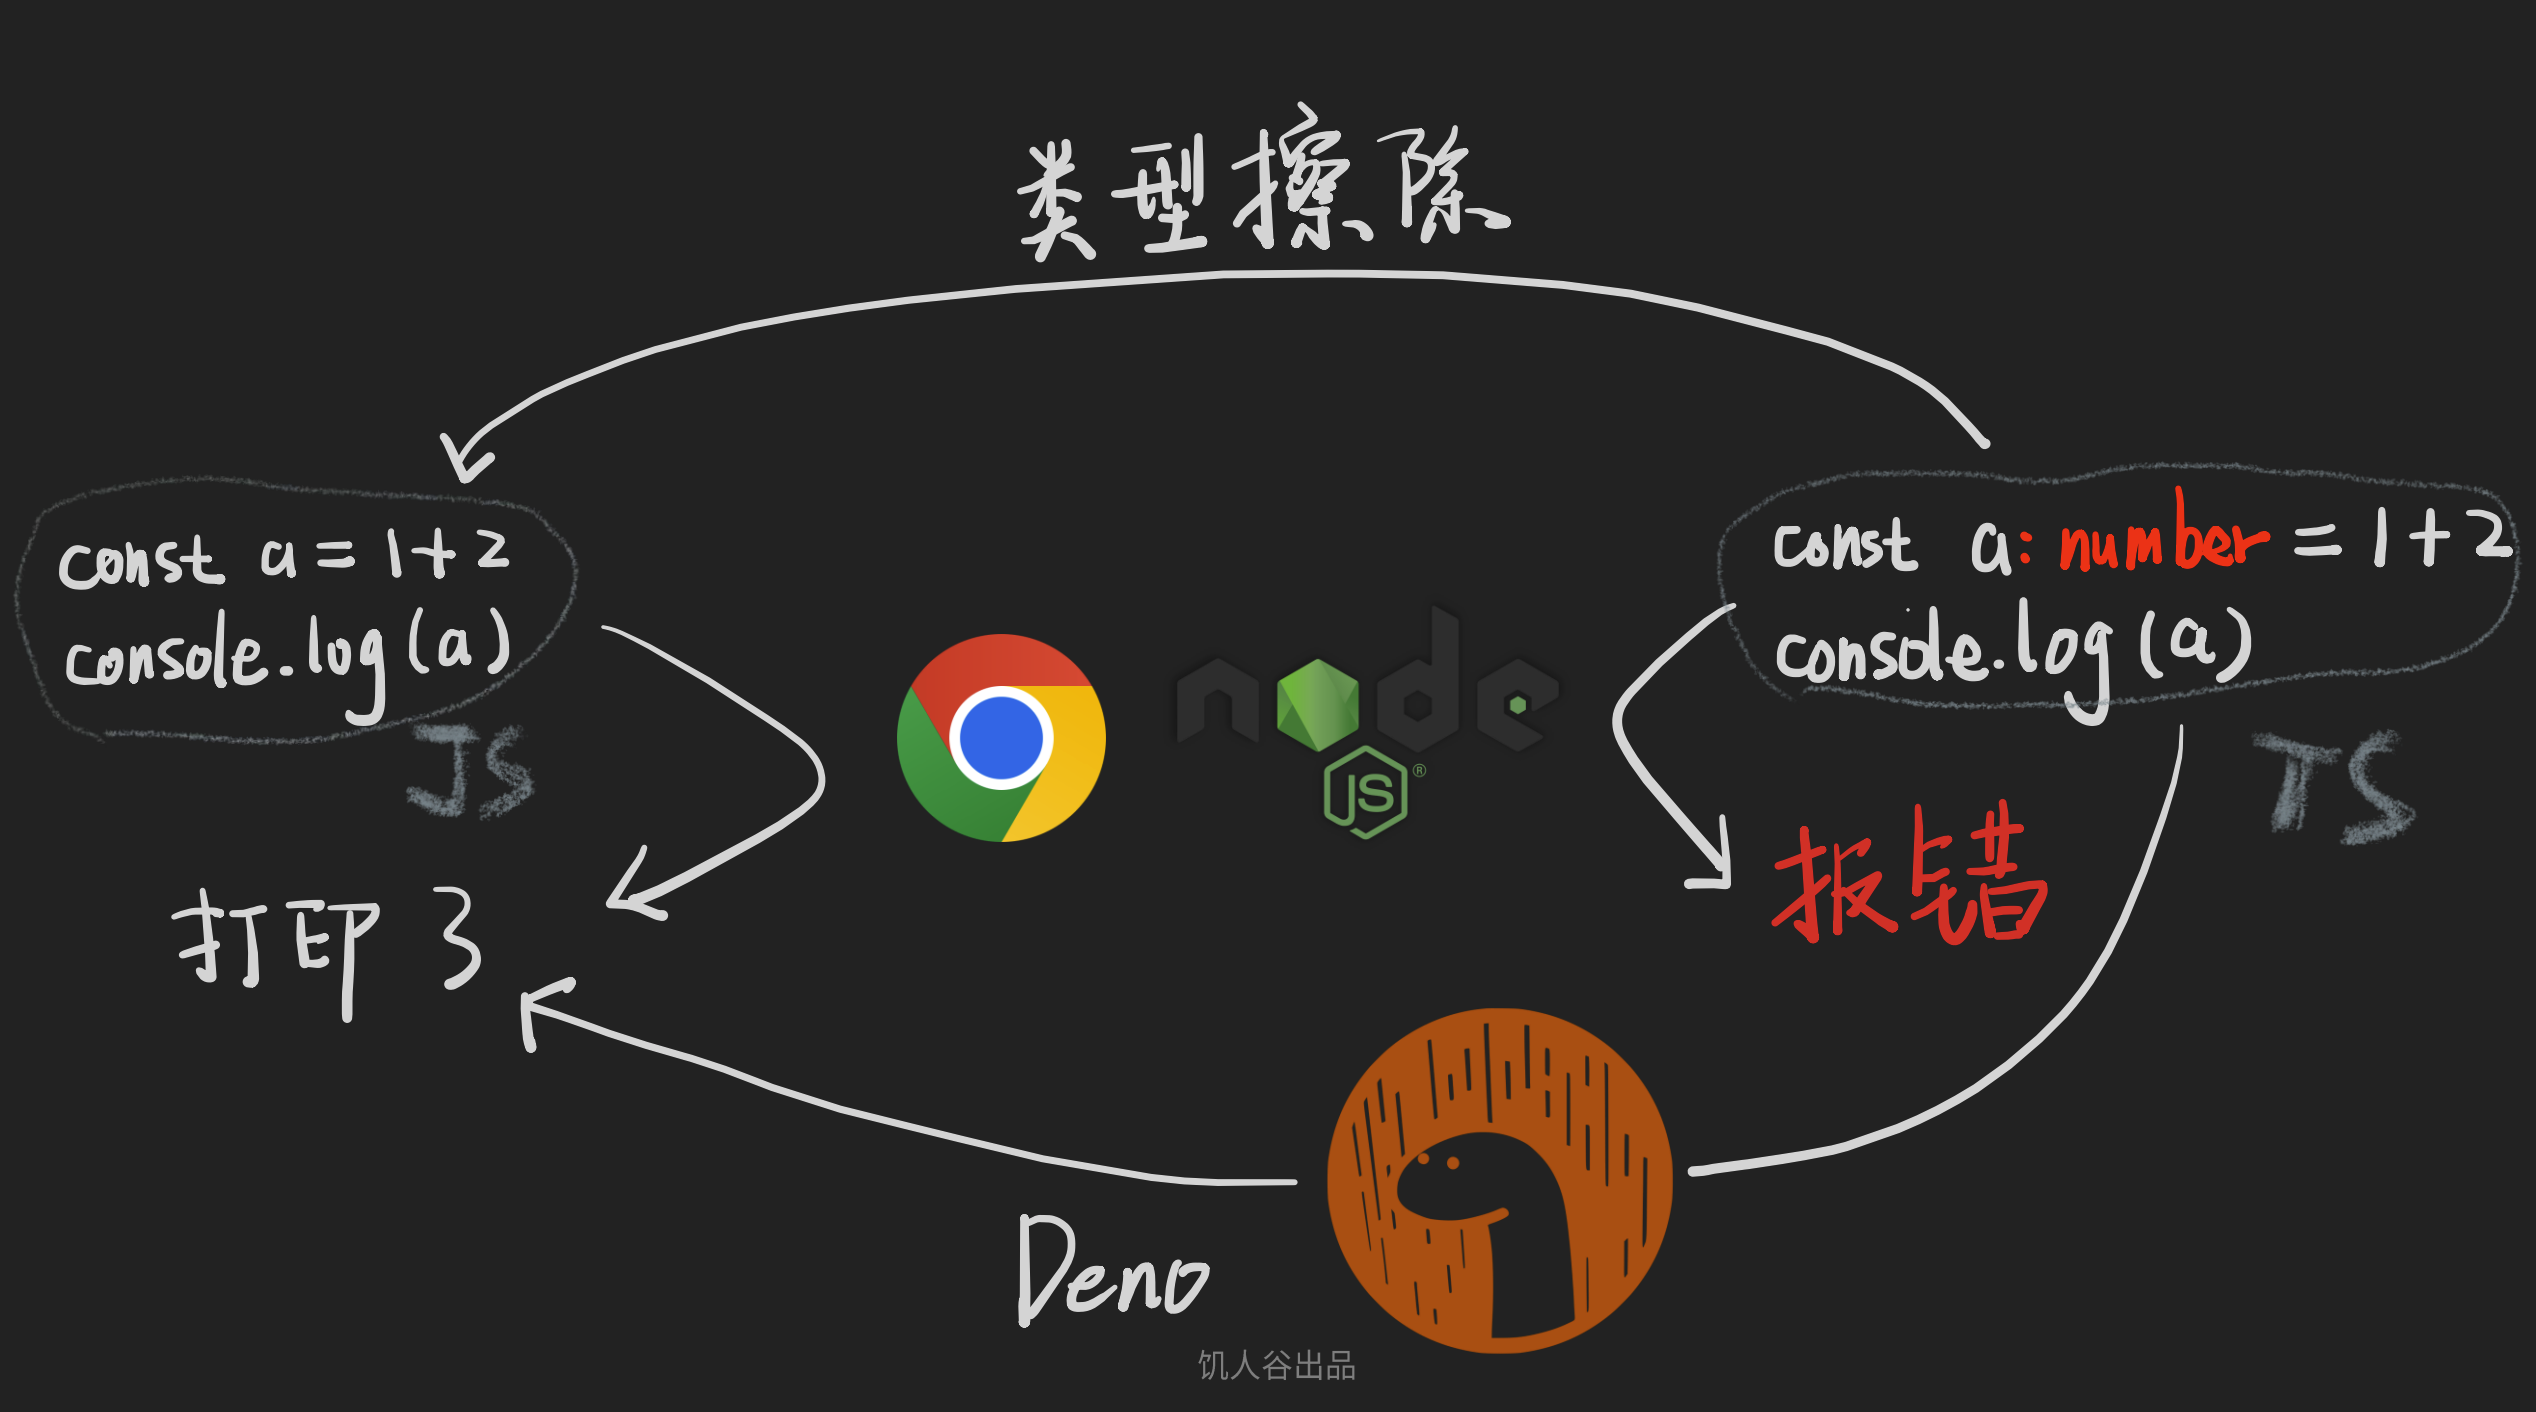 类型擦除
const a = 1 + 2
console.log(a)
JS
const a: number = 1 + 2
console.log(a)
TS
node
JS®
报错
打印 3
Deno
饥人谷出品